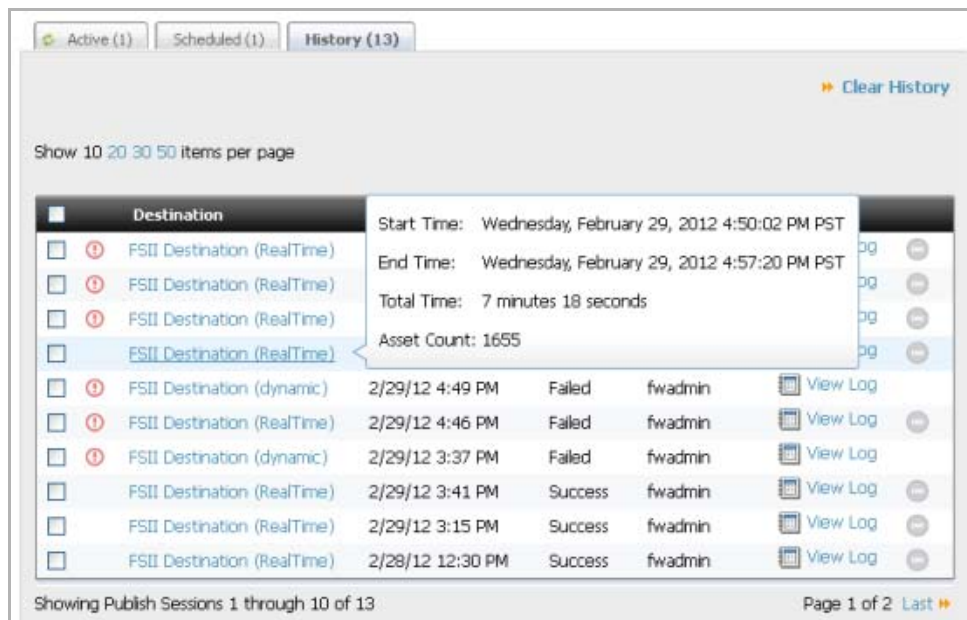 Active (1) Scheduled (1) History (13)
Clear History
Show 10 20 30 50 items per page
Destination
Start Time: Wednesday, February 29, 2012 4:50:02 PM PST
FSII Destination (RealTime)
End Time: Wednesday, February 29, 2012 4:57:20 PM PST
FSII Destination (RealTime)
Total Time: 7 minutes 18 seconds
FSII Destination (RealTime)
Asset Count: 1655
FSII Destination (RealTime)
FSII Destination (dynamic) 2/29/12 4:49 PM Failed fwadmin View Log
FSII Destination (RealTime) 2/29/12 4:46 PM Failed fwadmin View Log
FSII Destination (dynamic) 2/29/12 3:37 PM Failed fwadmin View Log
FSII Destination (RealTime) 2/29/12 3:41 PM Success fwadmin View Log
FSII Destination (RealTime) 2/29/12 3:15 PM Success fwadmin View Log
FSII Destination (RealTime) 2/28/12 12:30 PM Success fwadmin View Log
Showing Publish Sessions 1 through 10 of 13 Page 1 of 2 Last